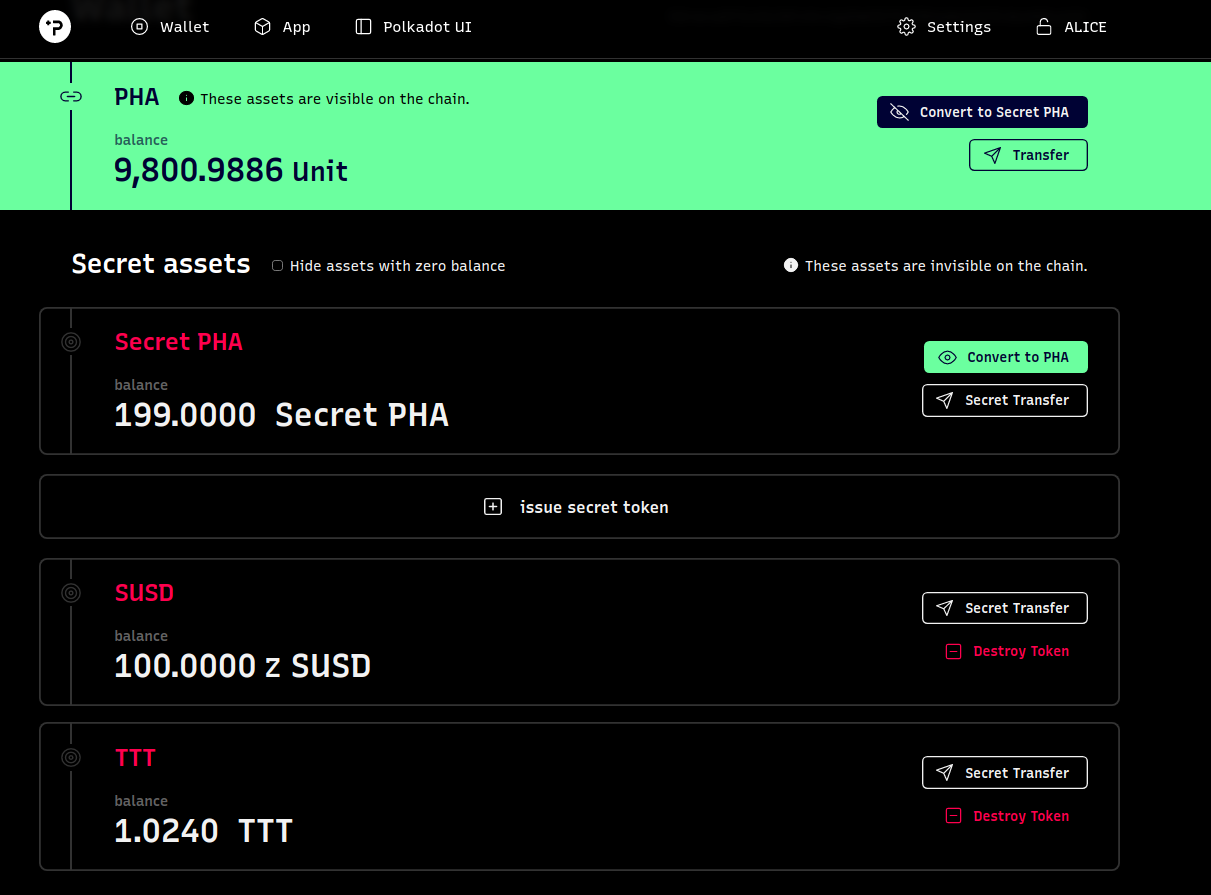 Wallet App Polkadot UI Settings ALICE
PHA These assets are visible on the chain.
Convert to Secret PHA
balance
9,800.9886 Unit
Transfer
Secret assets Hide assets with zero balance These assets are invisible on the chain.
Secret PHA
Convert to PHA
balance
199.0000 Secret PHA
Secret Transfer
issue secret token
SUSD
Secret Transfer
balance
100.0000 z SUSD
Destroy Token
TTT
Secret Transfer
balance
1.0240 TTT
Destroy Token